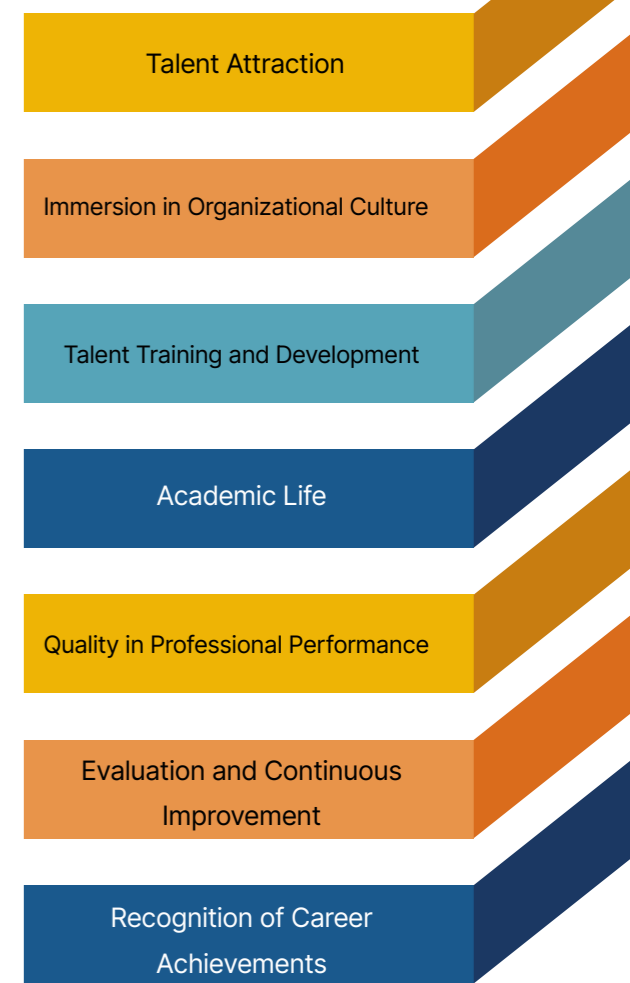 Talent Attraction
Immersion in Organizational Culture
Talent Training and Development
Academic Life
Quality in Professional Performance
Evaluation and Continuous
Improvement
Recognition of Career
Achievements